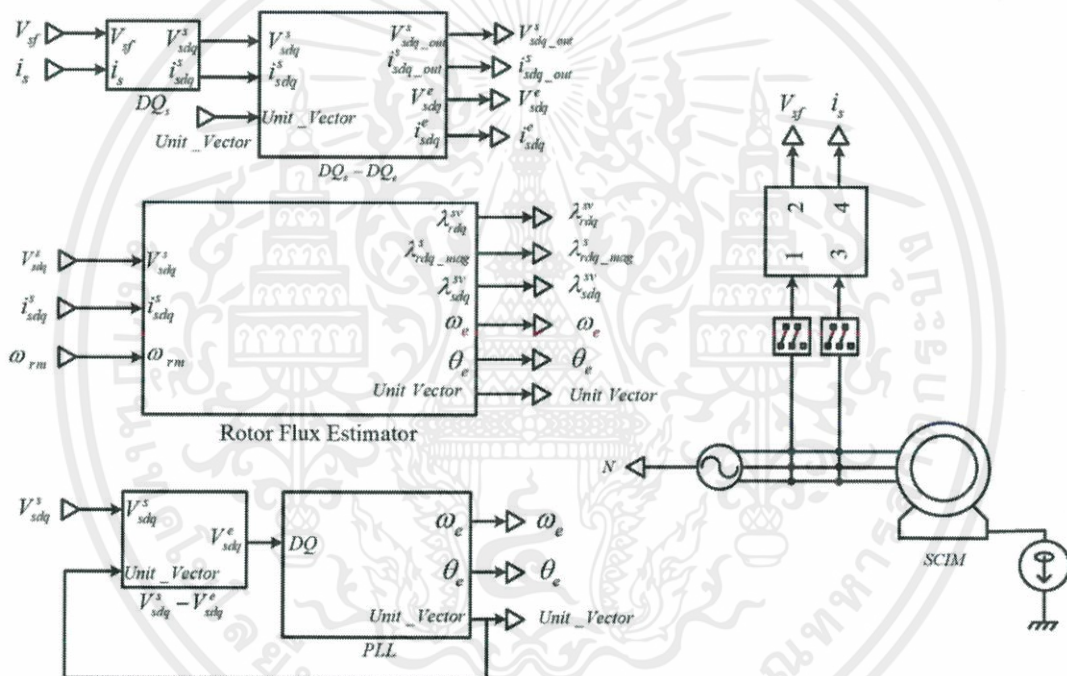 V_sf V_sf V^s_sdq V^s_sdq V^s_sdq_out V^s_sdq_out
i_s i_s i^s_sdq i^s_sdq i^s_sdq_out i^s_sdq_out
DQ_s V^e_sdq V^e_sdq
Unit_Vector Unit_Vector i^e_sdq i^e_sdq
DQ_s – DQ_e
λ^sv_rdq λ^sv_rdq
V^s_sdq V^s_sdq λ^s_rdq_mag λ^s_rdq_mag
i^s_sdq i^s_sdq λ^sv_sdq λ^sv_sdq
ω_rm ω_rm ω_e ω_e
θ_e θ_e
Unit Vector Unit Vector
Rotor Flux Estimator
V^s_sdq V^s_sdq V^e_sdq DQ ω_e ω_e
θ_e θ_e
Unit_Vector Unit_Vector Unit_Vector
V^s_sdq – V^e_sdq
PLL
V_sf i_s
2 4
1 3
N
SCIM